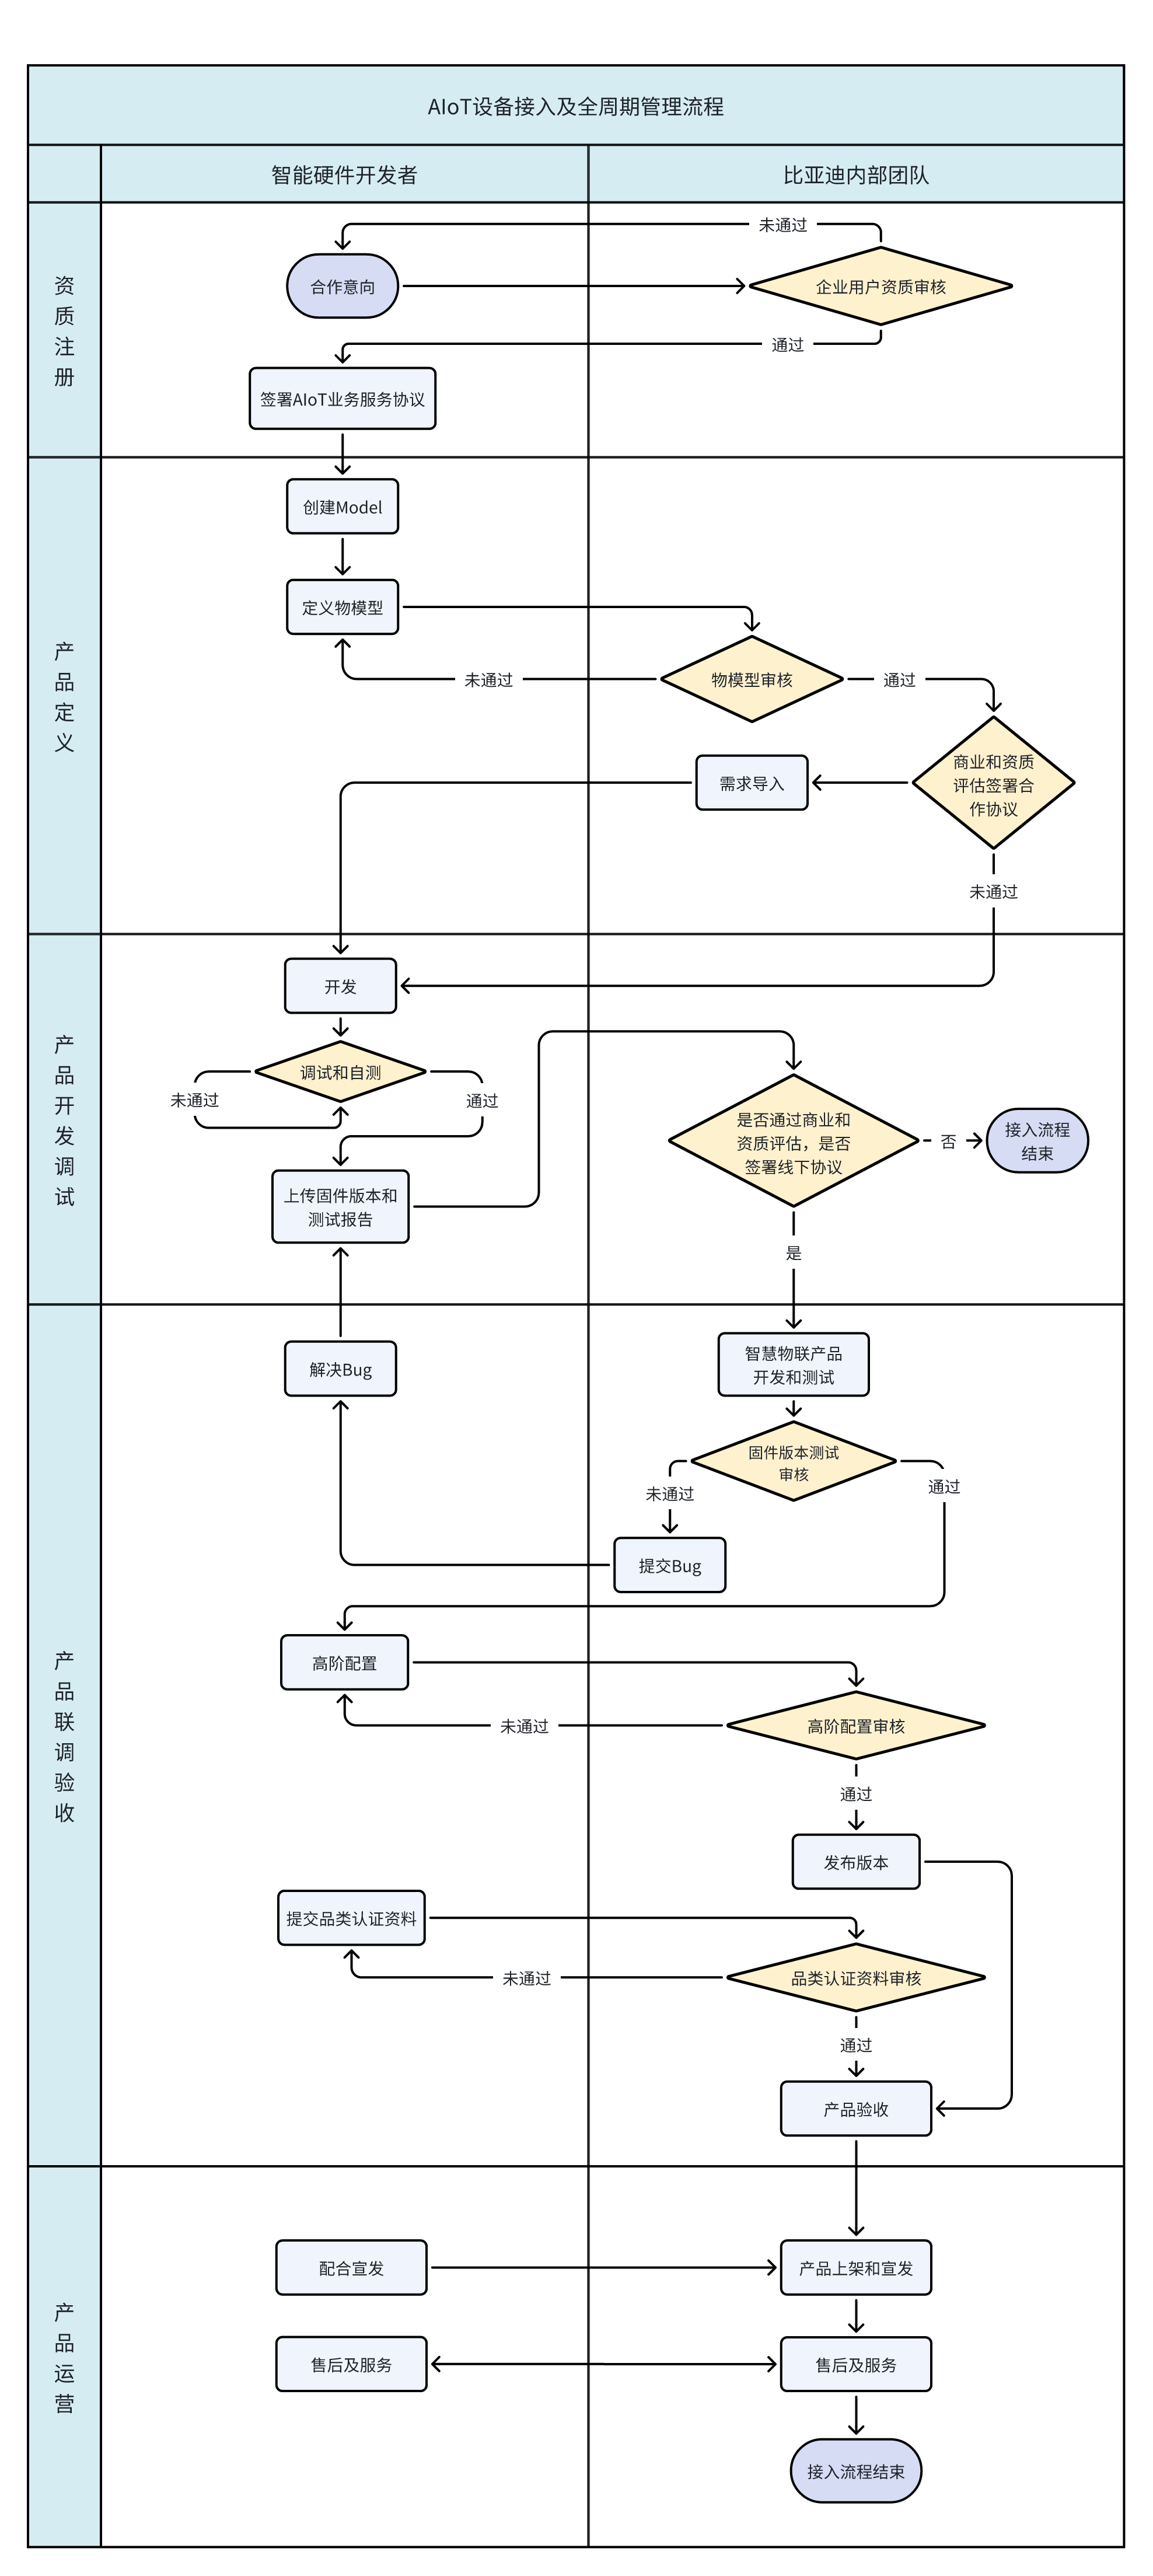 AIoT设备接入及全周期管理流程
智能硬件开发者
比亚迪内部团队
资
质
注
册
未通过
合作意向
企业用户资质审核
通过
签署AIoT业务服务协议
产
品
定
义
创建Model
定义物模型
未通过
物模型审核
通过
商业和资质
评估签署合
作协议
需求导入
未通过
产
品
开
发
调
试
开发
调试和自测
未通过
通过
上传固件版本和
测试报告
是否通过商业和
资质评估，是否
签署线下协议
否
接入流程
结束
是
产
品
联
调
验
收
解决Bug
智慧物联产品
开发和测试
固件版本测试
审核
未通过
通过
提交Bug
高阶配置
未通过
高阶配置审核
通过
发布版本
提交品类认证资料
未通过
品类认证资料审核
通过
产品验收
产
品
运
营
配合宣发
产品上架和宣发
售后及服务
售后及服务
接入流程结束